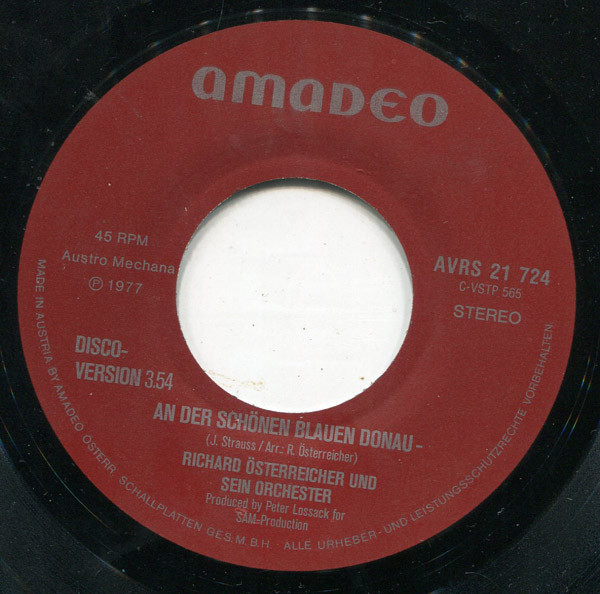 amadeo
45 RPM
Austro Mechana
Ⓟ 1977
AVRS 21 724
C-VSTP 565
STEREO
DISCO-
VERSION 3.54
AN DER SCHÖNEN BLAUEN DONAU -
(J. Strauss / Arr.: R. Österreicher)
RICHARD ÖSTERREICHER UND
SEIN ORCHESTER
Produced by Peter Lossack for
SAM-Production
MADE IN AUSTRIA BY AMADEO ÖSTERR. SCHALLPLATTEN GES. M. B. H. · ALLE URHEBER- UND LEISTUNGSSCHUTZRECHTE VORBEHALTEN